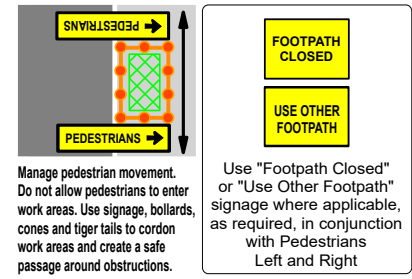 PEDESTRIANS
PEDESTRIANS
Manage pedestrian movement.
Do not allow pedestrians to enter
work areas. Use signage, bollards,
cones and tiger tails to cordon
work areas and create a safe
passage around obstructions.
FOOTPATH
CLOSED
USE OTHER
FOOTPATH
Use "Footpath Closed"
or "Use Other Footpath"
signage where applicable,
as required, in conjunction
with Pedestrians
Left and Right